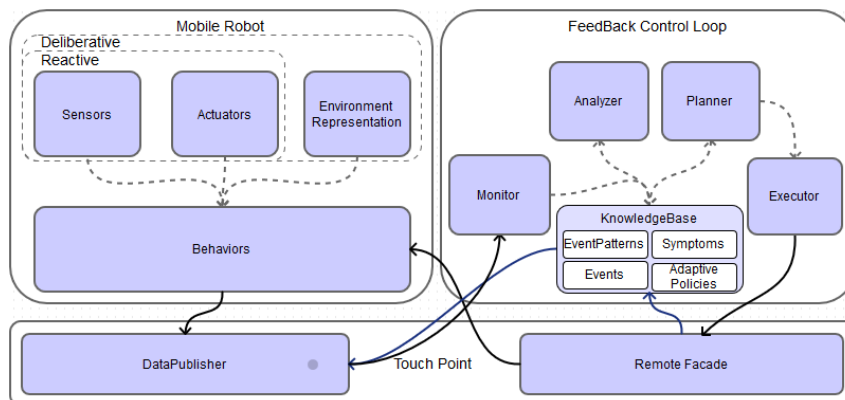 Mobile Robot
Deliberative
Reactive
Sensors
Actuators
Environment
Representation
Behaviors
FeedBack Control Loop
Analyzer
Planner
Monitor
Executor
KnowledgeBase
EventPatterns
Symptoms
Events
Adaptive
Policies
DataPublisher
Touch Point
Remote Facade